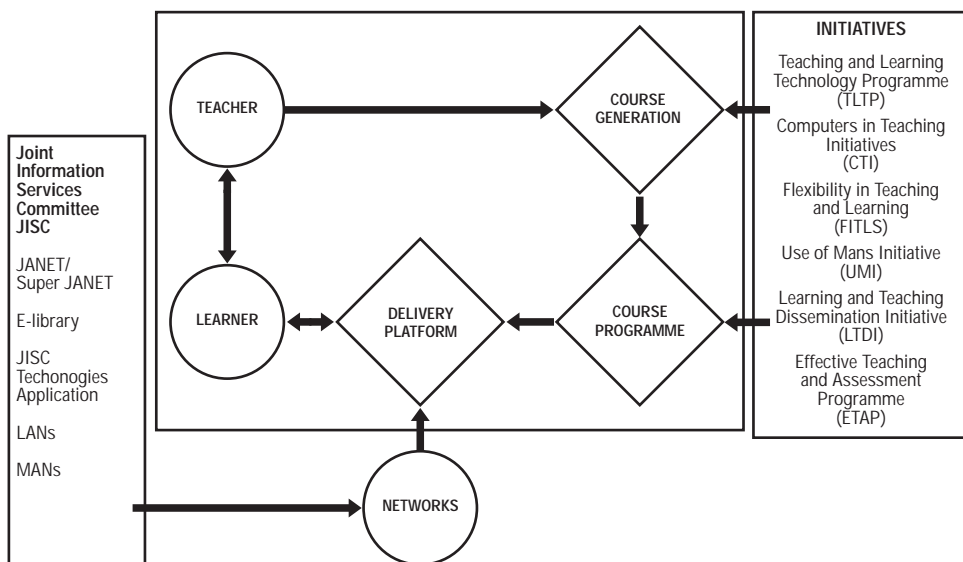 Joint
Information
Services
Committee
JISC
JANET/
Super JANET
E-library
JISC
Techonogies
Application
LANs
MANs
TEACHER
COURSE
GENERATION
LEARNER
DELIVERY
PLATFORM
COURSE
PROGRAMME
NETWORKS
INITIATIVES
Teaching and Learning
Technology Programme
(TLTP)
Computers in Teaching
Initiatives
(CTI)
Flexibility in Teaching
and Learning
(FITLS)
Use of Mans Initiative
(UMI)
Learning and Teaching
Dissemination Initiative
(LTDI)
Effective Teaching
and Assessment
Programme
(ETAP)